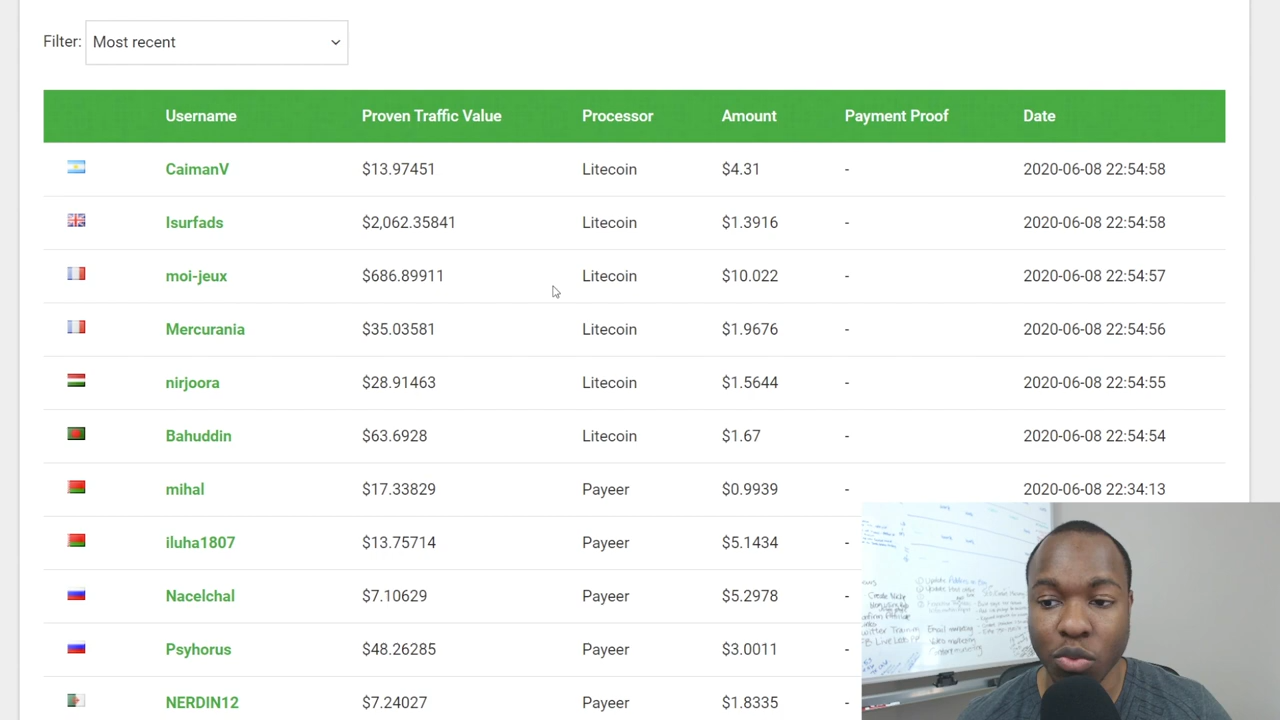 Filter: Most recent
Username Proven Traffic Value Processor Amount Payment Proof Date
CaimanV $13.97451 Litecoin $4.31 - 2020-06-08 22:54:58
Isurfads $2,062.35841 Litecoin $1.3916 - 2020-06-08 22:54:58
moi-jeux $686.89911 Litecoin $10.022 - 2020-06-08 22:54:57
Mercurania $35.03581 Litecoin $1.9676 - 2020-06-08 22:54:56
nirjoora $28.91463 Litecoin $1.5644 - 2020-06-08 22:54:55
Bahuddin $63.6928 Litecoin $1.67 - 2020-06-08 22:54:54
mihal $17.33829 Payeer $0.9939 - 2020-06-08 22:34:13
iluha1807 $13.75714 Payeer $5.1434 -
Nacelchal $7.10629 Payeer $5.2978 -
Psyhorus $48.26285 Payeer $3.0011 -
NERDIN12 $7.24027 Payeer $1.8335 -
Create Niche
Email marketing
Video marketing